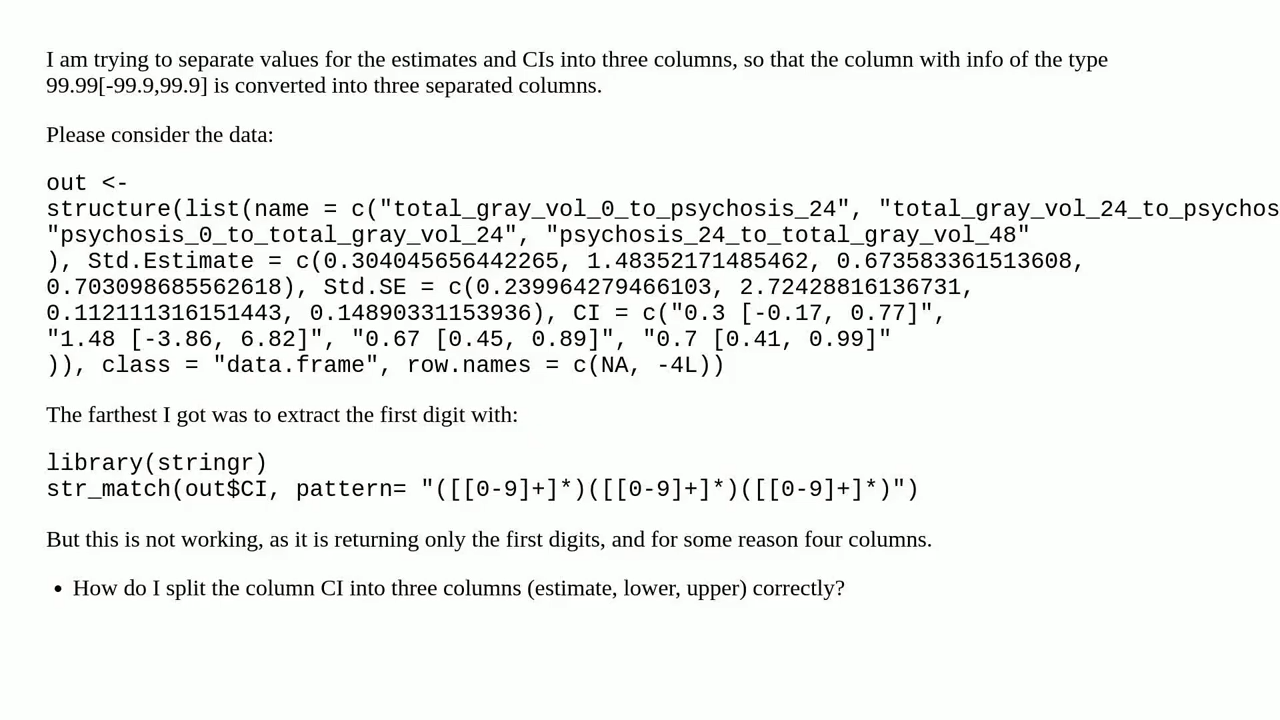 I am trying to separate values for the estimates and CIs into three columns, so that the column with info of the type
99.99[-99.9,99.9] is converted into three separated columns.
Please consider the data:
out <-
structure(list(name = c("total_gray_vol_0_to_psychosis_24", "total_gray_vol_24_to_psychos
"psychosis_0_to_total_gray_vol_24", "psychosis_24_to_total_gray_vol_48"
), Std.Estimate = c(0.304045656442265, 1.48352171485462, 0.673583361513608,
0.703098685562618), Std.SE = c(0.239964279466103, 2.72428816136731,
0.112111316151443, 0.14890331153936), CI = c("0.3 [-0.17, 0.77]",
"1.48 [-3.86, 6.82]", "0.67 [0.45, 0.89]", "0.7 [0.41, 0.99]"
)), class = "data.frame", row.names = c(NA, -4L))
The farthest I got was to extract the first digit with:
library(stringr)
str_match(out$CI, pattern= "([[0-9]+]*)([[0-9]+]*)([[0-9]+]*)")
But this is not working, as it is returning only the first digits, and for some reason four columns.
• How do I split the column CI into three columns (estimate, lower, upper) correctly?